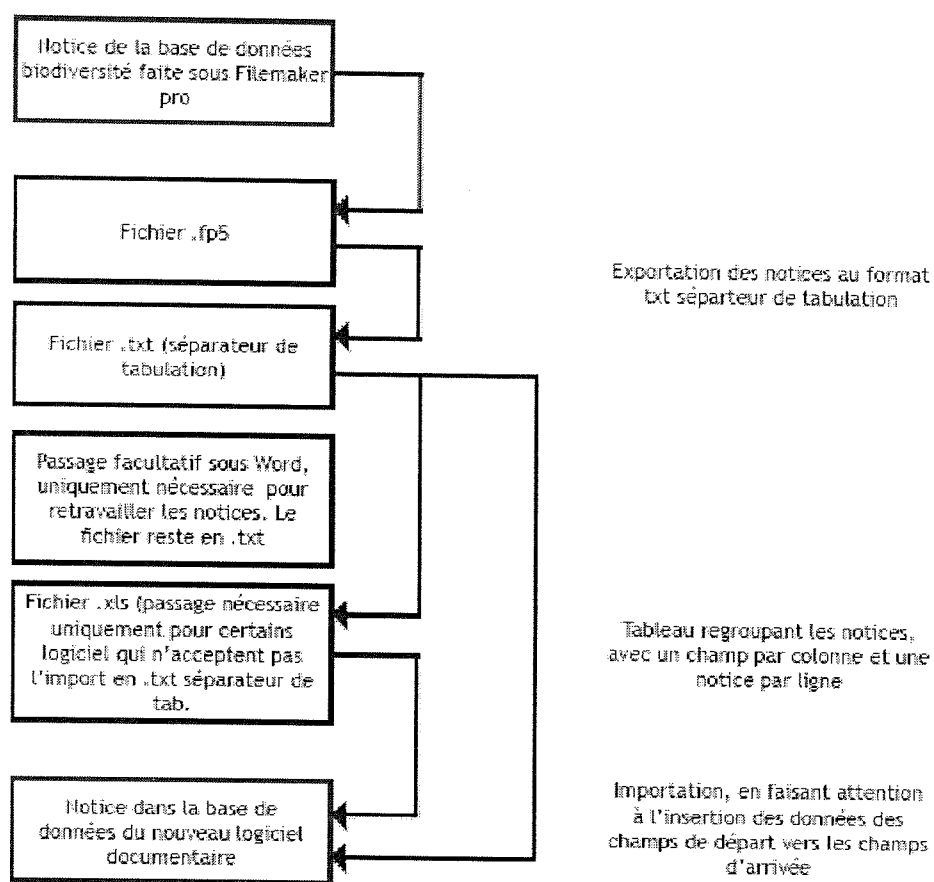 Notice de la base de données
biodiversité faite sous Filemaker
pro
Fichier .fp5
Exportation des notices au format
txt séparteur de tabulation
Fichier .txt (séparateur de
tabulation)
Passage facultatif sous Word,
uniquement nécessaire pour
retravailler les notices. Le
fichier reste en .txt
Fichier .xls (passage nécessaire
uniquement pour certains
logiciel qui n'acceptent pas
l'import en .txt séparateur de
tab.
Tableau regroupant les notices,
avec un champ par colonne et une
notice par ligne
Notice dans la base de
données du nouveau logiciel
documentaire
Importation, en faisant attention
à l'insertion des données des
champs de départ vers les champs
d'arrivée